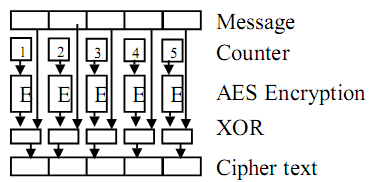 Message
1 2 3 4 5 Counter
E E E E E AES Encryption
XOR
Cipher text